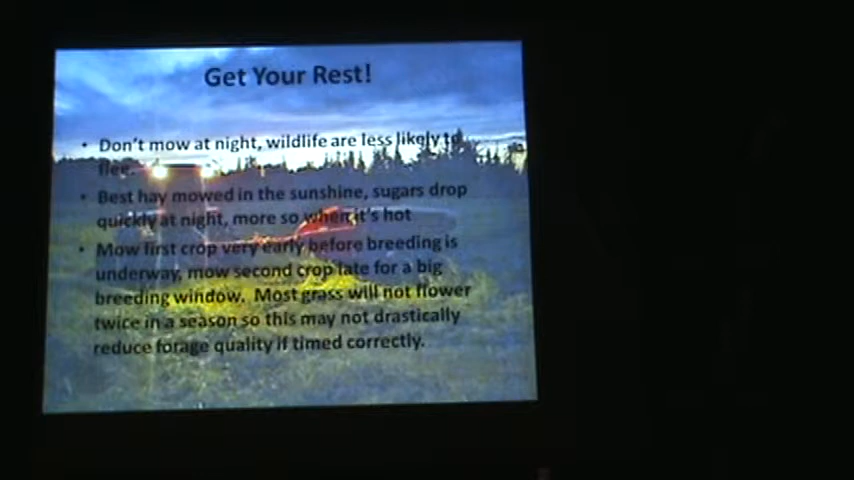 Get Your Rest!
• Don't mow at night, wildlife are less likely to
flee.
• Best hay mowed in the sunshine, sugars drop
quickly at night, more so when it's hot
• Mow first crop very early before breeding is
underway, mow second crop late for a big
breeding window. Most grass will not flower
twice in a season so this may not drastically
reduce forage quality if timed correctly.